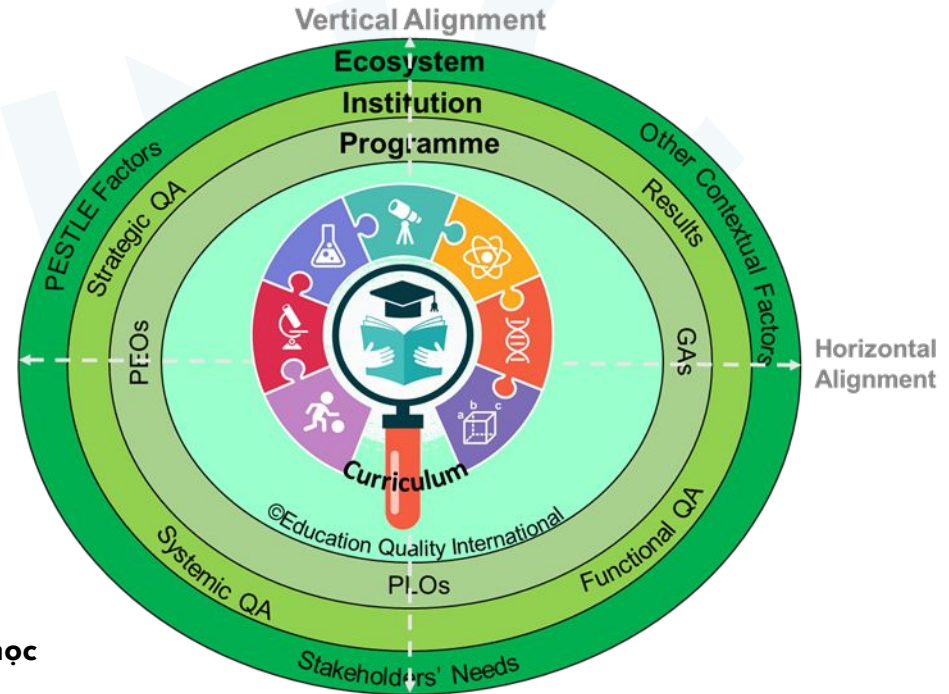 Vertical Alignment
Ecosystem
Institution
Programme
PESTLE Factors
Other Contextual Factors
Strategic QA
Results
PEOs
GAs
Horizontal
Alignment
a b c
Curriculum
©Education Quality International
Systemic QA
Functional QA
PLOs
Stakeholders' Needs